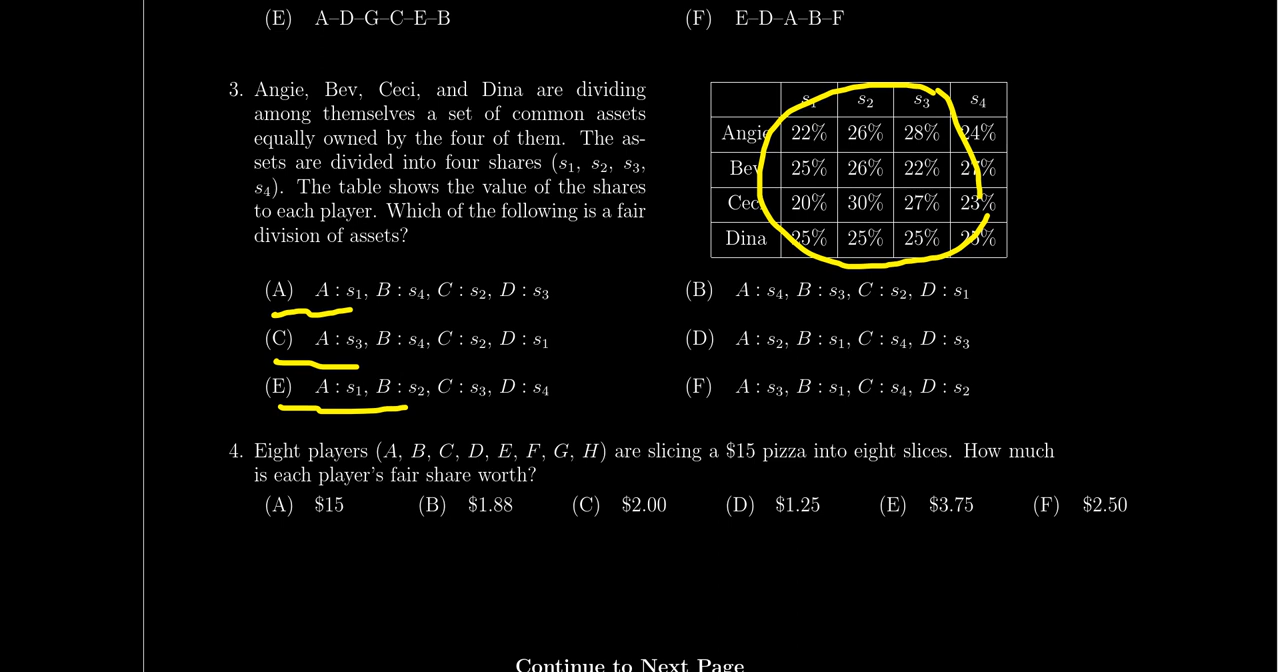 (E) A–D–G–C–E–B (F) E–D–A–B–F
3. Angie, Bev, Ceci, and Dina are dividing
among themselves a set of common assets
equally owned by the four of them. The as-
sets are divided into four shares (s₁, s₂, s₃,
s₄). The table shows the value of the shares
to each player. Which of the following is a fair
division of assets?
s₁ s₂ s₃ s₄
Angie 22% 26% 28% 24%
Bev 25% 26% 22% 27%
Ceci 20% 30% 27% 23%
Dina 25% 25% 25% 25%
(A) A : s₁, B : s₄, C : s₂, D : s₃ (B) A : s₄, B : s₃, C : s₂, D : s₁
(C) A : s₃, B : s₄, C : s₂, D : s₁ (D) A : s₂, B : s₁, C : s₄, D : s₃
(E) A : s₁, B : s₂, C : s₃, D : s₄ (F) A : s₃, B : s₁, C : s₄, D : s₂
4. Eight players (A, B, C, D, E, F, G, H) are slicing a $15 pizza into eight slices. How much
is each player's fair share worth?
(A) $15 (B) $1.88 (C) $2.00 (D) $1.25 (E) $3.75 (F) $2.50
Continue to Next Page